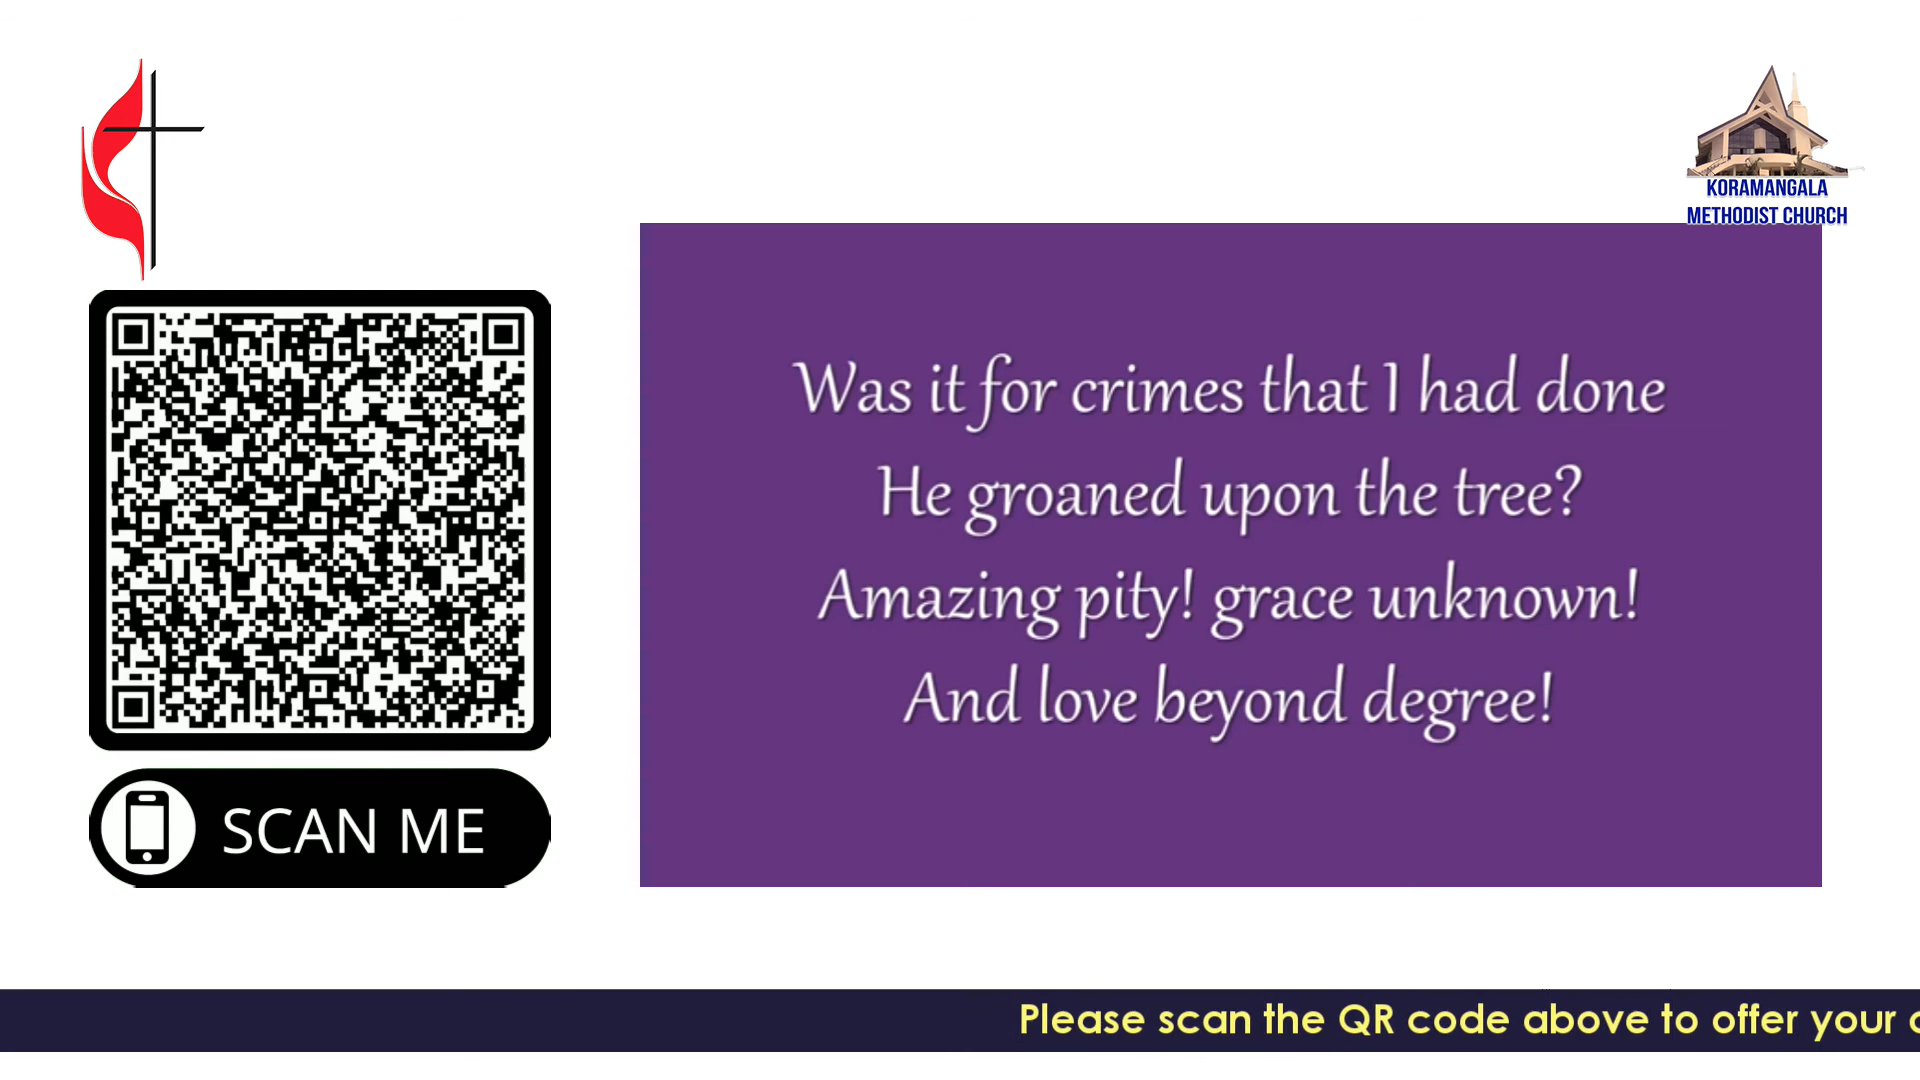 KORAMANGALA
METHODIST CHURCH
Was it for crimes that I had done
He groaned upon the tree?
Amazing pity! grace unknown!
And love beyond degree!
SCAN ME
Please scan the QR code above to offer your